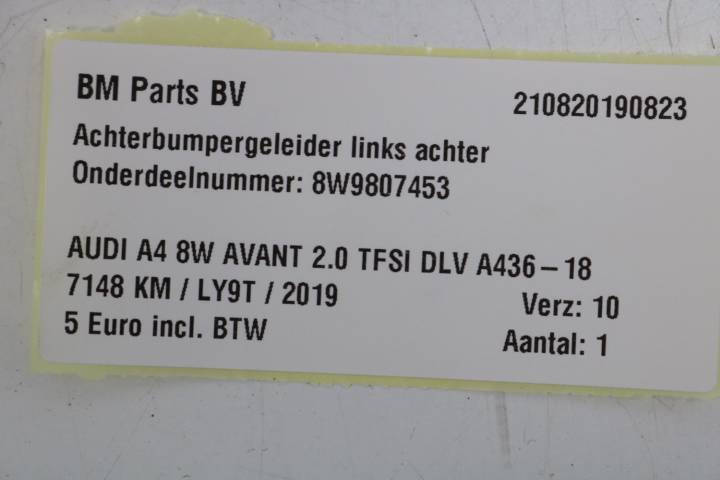 BM Parts BV 210820190823
Achterbumpergeleider links achter
Onderdeelnummer: 8W9807453
AUDI A4 8W AVANT 2.0 TFSI DLV A436-18
7148 KM / LY9T / 2019 Verz: 10
5 Euro incl. BTW Aantal: 1